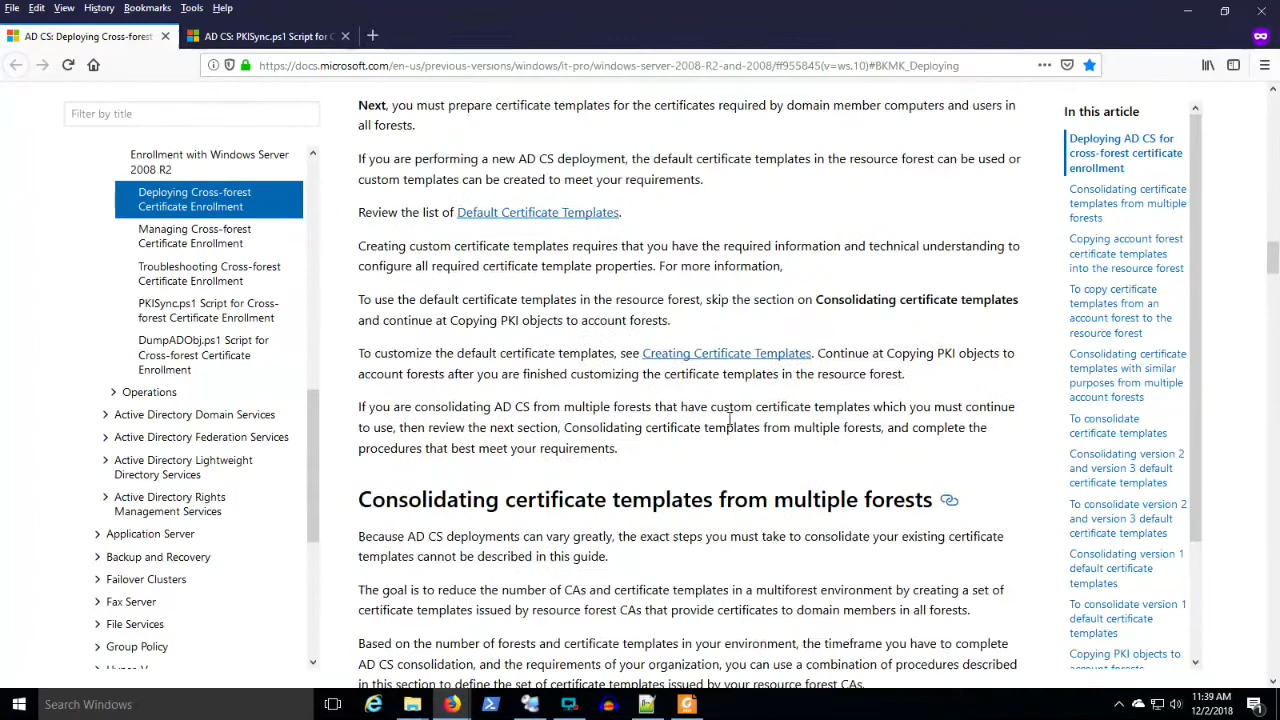 File Edit View History Bookmarks Tools Help
AD CS: Deploying Cross-forest
AD CS: PKISync.ps1 Script for C
https://docs.microsoft.com/en-us/previous-versions/windows/it-pro/windows-server-2008-R2-and-2008/ff955845(v=ws.10)#BKMK_Deploying
Filter by title
Enrollment with Windows Server
2008 R2
Deploying Cross-forest
Certificate Enrollment
Managing Cross-forest
Certificate Enrollment
Troubleshooting Cross-forest
Certificate Enrollment
PKISync.ps1 Script for Cross-
forest Certificate Enrollment
DumpADObj.ps1 Script for
Cross-forest Certificate
Enrollment
Operations
Active Directory Domain Services
Active Directory Federation Services
Active Directory Lightweight
Directory Services
Active Directory Rights
Management Services
Application Server
Backup and Recovery
Failover Clusters
Fax Server
File Services
Group Policy
Hyper-V
Next, you must prepare certificate templates for the certificates required by domain member computers and users in
all forests.
If you are performing a new AD CS deployment, the default certificate templates in the resource forest can be used or
custom templates can be created to meet your requirements.
Review the list of Default Certificate Templates.
Creating custom certificate templates requires that you have the required information and technical understanding to
configure all required certificate template properties. For more information,
To use the default certificate templates in the resource forest, skip the section on Consolidating certificate templates
and continue at Copying PKI objects to account forests.
To customize the default certificate templates, see Creating Certificate Templates. Continue at Copying PKI objects to
account forests after you are finished customizing the certificate templates in the resource forest.
If you are consolidating AD CS from multiple forests that have custom certificate templates which you must continue
to use, then review the next section, Consolidating certificate templates from multiple forests, and complete the
procedures that best meet your requirements.
Consolidating certificate templates from multiple forests
Because AD CS deployments can vary greatly, the exact steps you must take to consolidate your existing certificate
templates cannot be described in this guide.
The goal is to reduce the number of CAs and certificate templates in a multiforest environment by creating a set of
certificate templates issued by resource forest CAs that provide certificates to domain members in all forests.
Based on the number of forests and certificate templates in your environment, the timeframe you have to complete
AD CS consolidation, and the requirements of your organization, you can use a combination of procedures described
in this section to define the set of certificate templates issued by your resource forest CAs.
In this article
Deploying AD CS for
cross-forest certificate
enrollment
Consolidating certificate
templates from multiple
forests
Copying account forest
certificate templates
into the resource forest
To copy certificate
templates from an
account forest to the
resource forest
Consolidating certificate
templates with similar
purposes from multiple
account forests
To consolidate
certificate templates
Consolidating version 2
and version 3 default
certificate templates
To consolidate version 2
and version 3 default
certificate templates
Consolidating version 1
default certificate
templates
To consolidate version 1
default certificate
templates
Copying PKI objects to
account forests
Search Windows
11:39 AM
12/2/2018
1